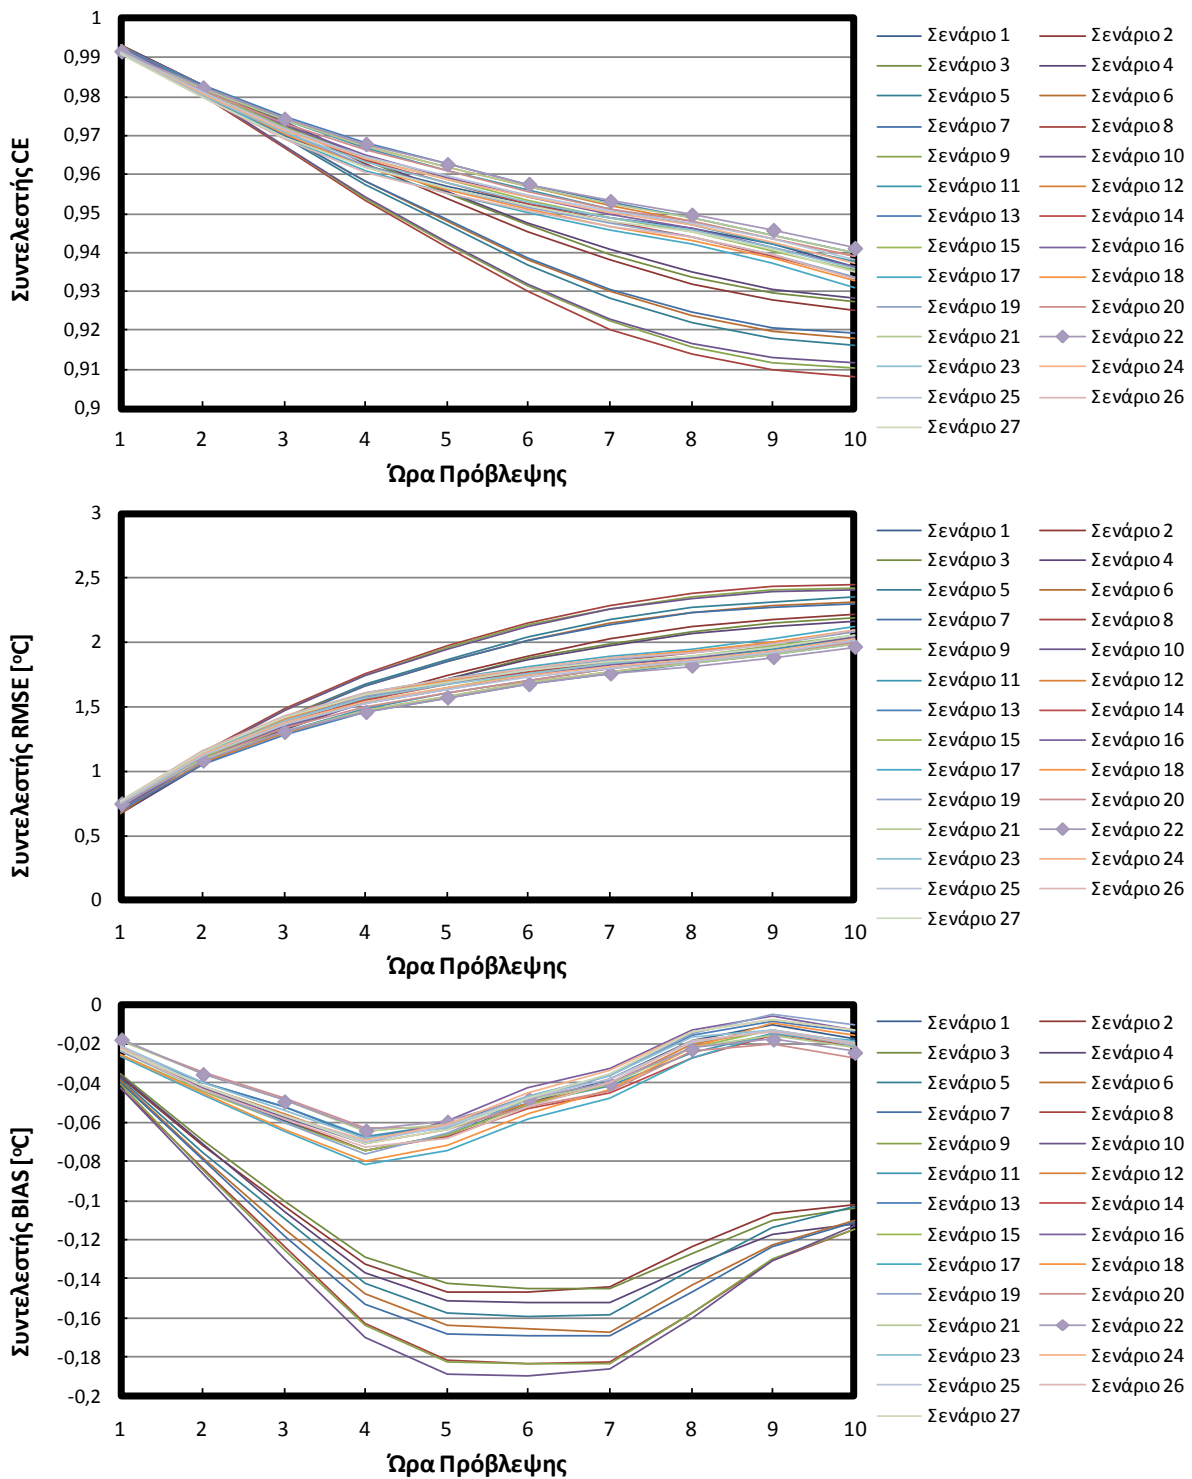 Συντελεστής CE
1
0,99
0,98
0,97
0,96
0,95
0,94
0,93
0,92
0,91
0,9
1 2 3 4 5 6 7 8 9 10
Ώρα Πρόβλεψης
Σενάριο 1 Σενάριο 2
Σενάριο 3 Σενάριο 4
Σενάριο 5 Σενάριο 6
Σενάριο 7 Σενάριο 8
Σενάριο 9 Σενάριο 10
Σενάριο 11 Σενάριο 12
Σενάριο 13 Σενάριο 14
Σενάριο 15 Σενάριο 16
Σενάριο 17 Σενάριο 18
Σενάριο 19 Σενάριο 20
Σενάριο 21 Σενάριο 22
Σενάριο 23 Σενάριο 24
Σενάριο 25 Σενάριο 26
Σενάριο 27
Συντελεστής RMSE [οC]
3
2,5
2
1,5
1
0,5
0
1 2 3 4 5 6 7 8 9 10
Ώρα Πρόβλεψης
Σενάριο 1 Σενάριο 2
Σενάριο 3 Σενάριο 4
Σενάριο 5 Σενάριο 6
Σενάριο 7 Σενάριο 8
Σενάριο 9 Σενάριο 10
Σενάριο 11 Σενάριο 12
Σενάριο 13 Σενάριο 14
Σενάριο 15 Σενάριο 16
Σενάριο 17 Σενάριο 18
Σενάριο 19 Σενάριο 20
Σενάριο 21 Σενάριο 22
Σενάριο 23 Σενάριο 24
Σενάριο 25 Σενάριο 26
Σενάριο 27
Συντελεστής BIAS [οC]
0
-0,02
-0,04
-0,06
-0,08
-0,1
-0,12
-0,14
-0,16
-0,18
-0,2
1 2 3 4 5 6 7 8 9 10
Ώρα Πρόβλεψης
Σενάριο 1 Σενάριο 2
Σενάριο 3 Σενάριο 4
Σενάριο 5 Σενάριο 6
Σενάριο 7 Σενάριο 8
Σενάριο 9 Σενάριο 10
Σενάριο 11 Σενάριο 12
Σενάριο 13 Σενάριο 14
Σενάριο 15 Σενάριο 16
Σενάριο 17 Σενάριο 18
Σενάριο 19 Σενάριο 20
Σενάριο 21 Σενάριο 22
Σενάριο 23 Σενάριο 24
Σενάριο 25 Σενάριο 26
Σενάριο 27